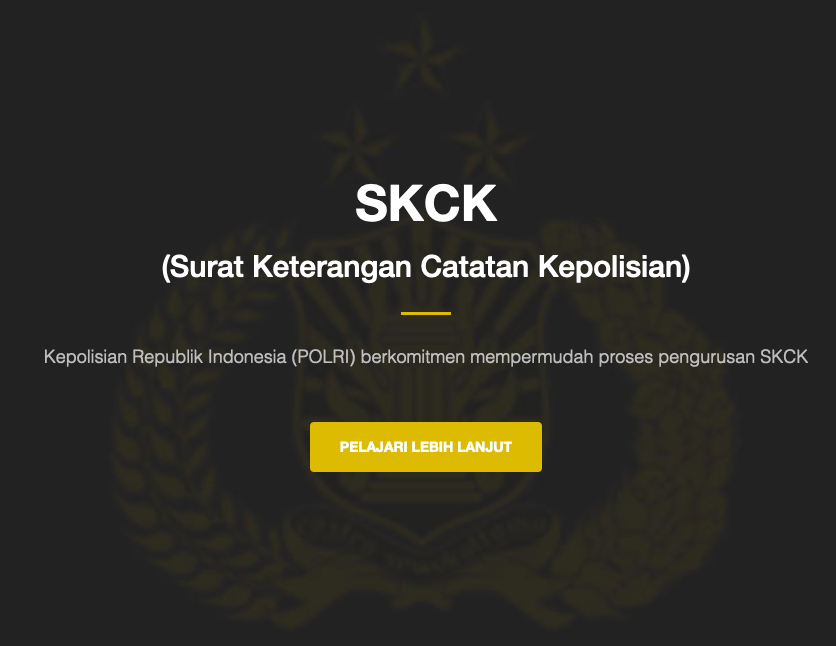 SKCK
(Surat Keterangan Catatan Kepolisian)
Kepolisian Republik Indonesia (POLRI) berkomitmen mempermudah proses pengurusan SKCK
PELAJARI LEBIH LANJUT